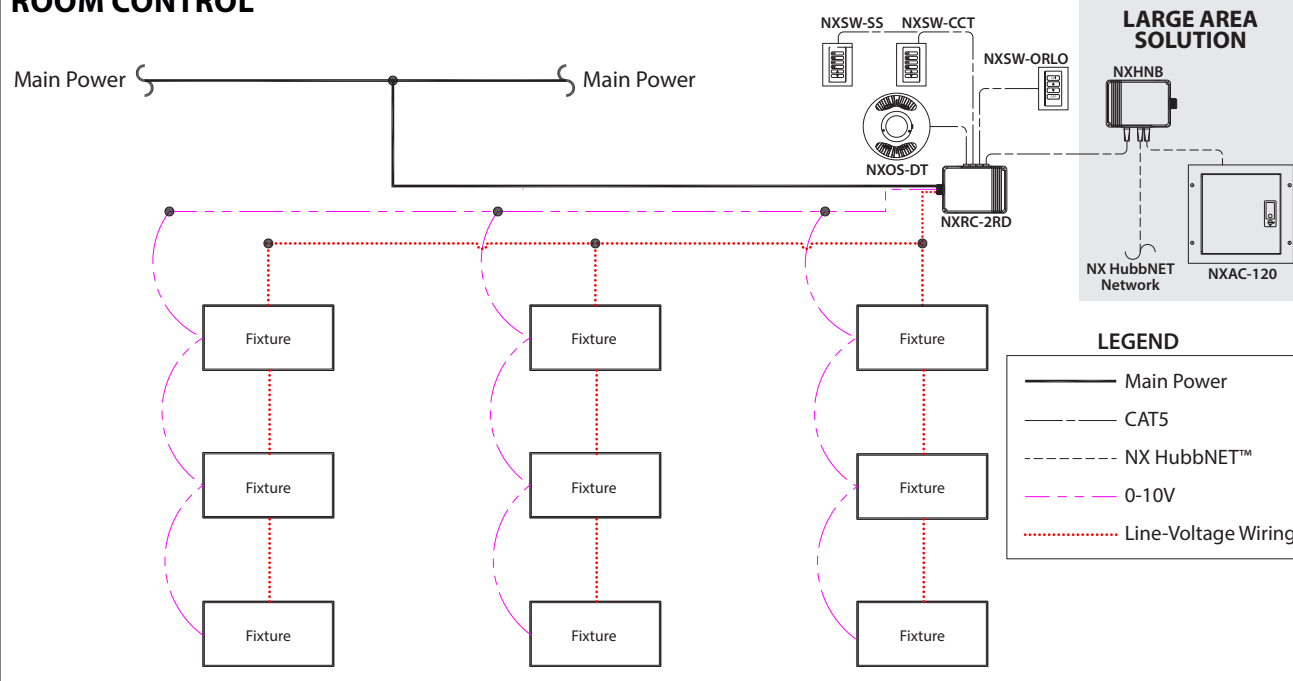 ROOM CONTROL
Main Power
Main Power
NXSW-SS
NXSW-CCT
NXSW-ORLO
NXOS-DT
NXRC-2RD
LARGE AREA
SOLUTION
NXHNB
NX HubbNET
Network
NXAC-120
Fixture
Fixture
Fixture
Fixture
Fixture
Fixture
Fixture
Fixture
Fixture
LEGEND
Main Power
CAT5
NX HubbNET™
0-10V
Line-Voltage Wiring